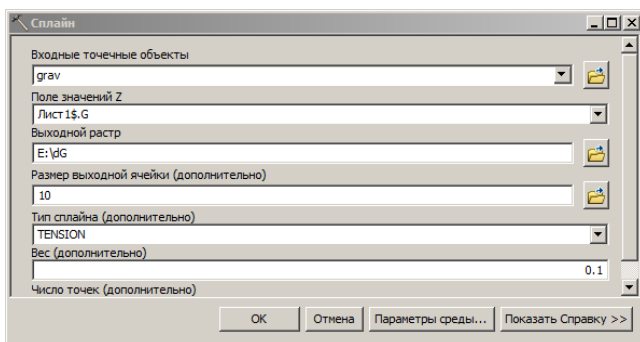 Сплайн
Входные точечные объекты
grav
Поле значений Z
Лист1$.G
Выходной растр
E:\dG
Размер выходной ячейки (дополнительно)
10
Тип сплайна (дополнительно)
TENSION
Вес (дополнительно)
0.1
Число точек (дополнительно)
OK Отмена Параметры среды... Показать Справку >>